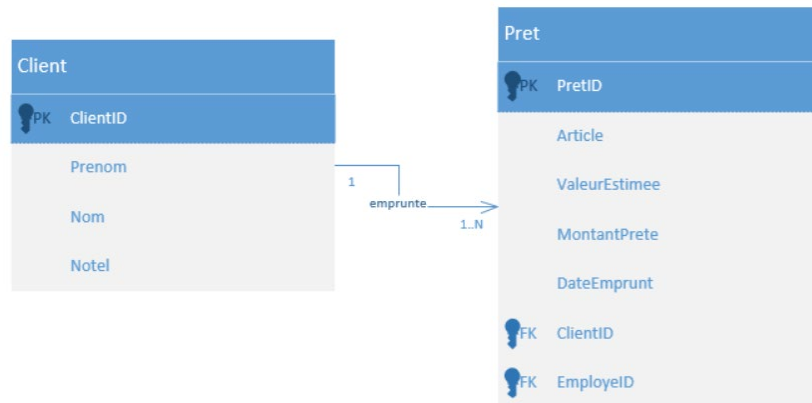 Client
PK ClientID
Prenom
Nom
Notel
1
emprunte
1..N
Pret
PK PretID
Article
ValeurEstimee
MontantPrete
DateEmprunt
FK ClientID
FK EmployeID